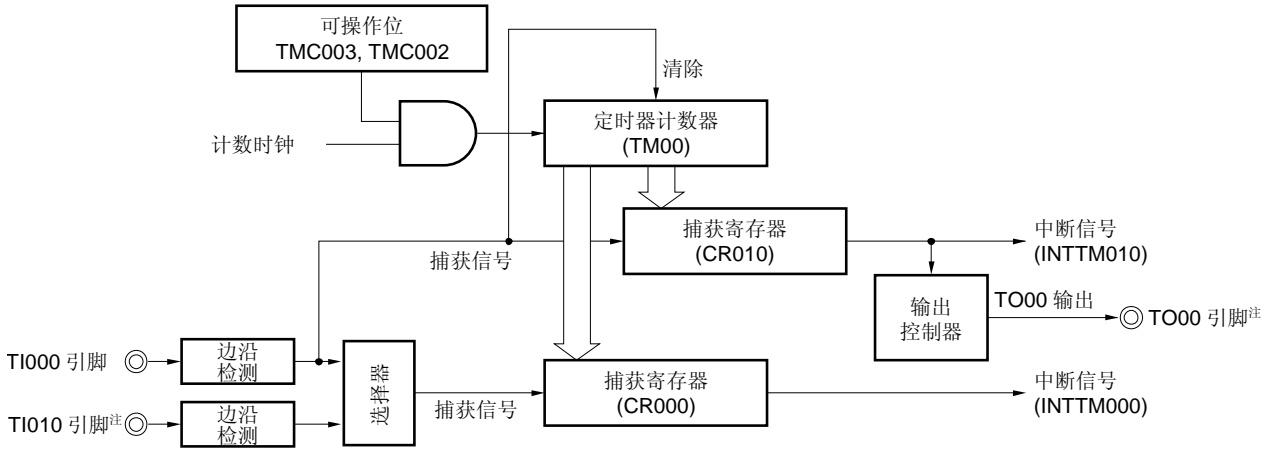 可操作位
TMC003, TMC002
清除
计数时钟
定时器计数器
(TM00)
捕获信号
捕获寄存器
(CR010)
中断信号
(INTTM010)
输出
控制器
TO00 输出
TO00 引脚注
TI000 引脚
边沿
检测
TI010 引脚注
边沿
检测
选择器
捕获信号
捕获寄存器
(CR000)
中断信号
(INTTM000)